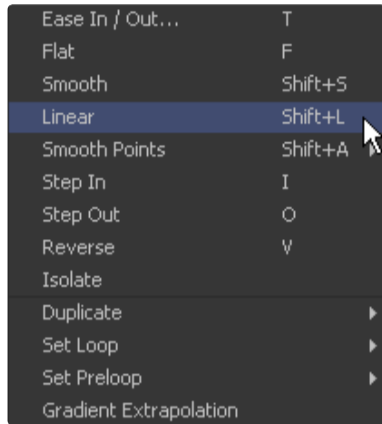 Ease In / Out... T
Flat F
Smooth Shift+S
Linear Shift+L
Smooth Points Shift+A
Step In I
Step Out O
Reverse V
Isolate
Duplicate
Set Loop
Set Preloop
Gradient Extrapolation